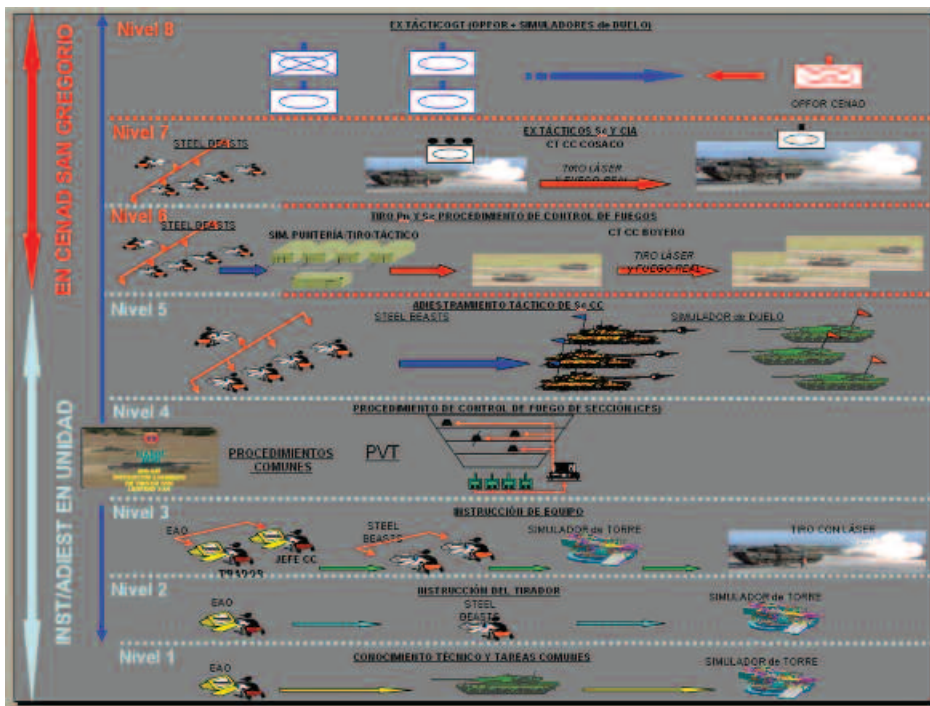 EN CENAD SAN GREGORIO
INST/ADIEST EN UNIDAD
Nivel 8
EX TÁCTICO GT (OPFOR + SIMULADORES de DUELO)
OPFOR CENAD
Nivel 7
STEEL BEASTS
EX TÁCTICOS Sc Y CIA
CT CC COSACO
TIRO LÁSER
y FUEGO REAL
Nivel 6
STEEL BEASTS
TIRO Pn Y Sc PROCEDIMIENTO DE CONTROL DE FUEGOS
SIM. PUNTERÍA/TIRO/TÁCTICO
CT CC BOYERO
TIRO LÁSER
y FUEGO REAL
Nivel 5
ADIESTRAMIENTO TÁCTICO DE Sc CC
STEEL BEASTS
SIMULADOR de DUELO
Nivel 4
PROCEDIMIENTO DE CONTROL DE FUEGO DE SECCIÓN (CFS)
PROCEDIMIENTOS
COMUNES
PVT
Nivel 3
INSTRUCCIÓN DE EQUIPO
EAO
JEFE CC
TIRADOR
STEEL
BEASTS
SIMULADOR de TORRE
TIRO CON LÁSER
Nivel 2
INSTRUCCIÓN DEL TIRADOR
EAO
STEEL
BEASTS
SIMULADOR de TORRE
Nivel 1
CONOCIMIENTO TÉCNICO Y TAREAS COMUNES
EAO
SIMULADOR de TORRE